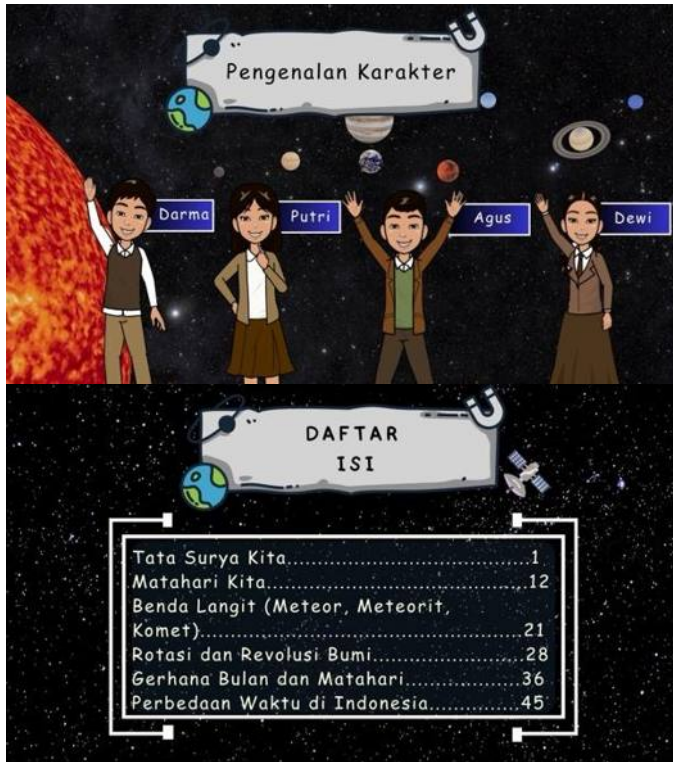 Pengenalan Karakter
Darma
Putri
Agus
Dewi
DAFTAR
ISI
Tata Surya Kita..............................1
Matahari Kita................................12
Benda Langit (Meteor, Meteorit,
Komet)........................................21
Rotasi dan Revolusi Bumi...................28
Gerhana Bulan dan Matahari...............36
Perbedaan Waktu di Indonesia............45